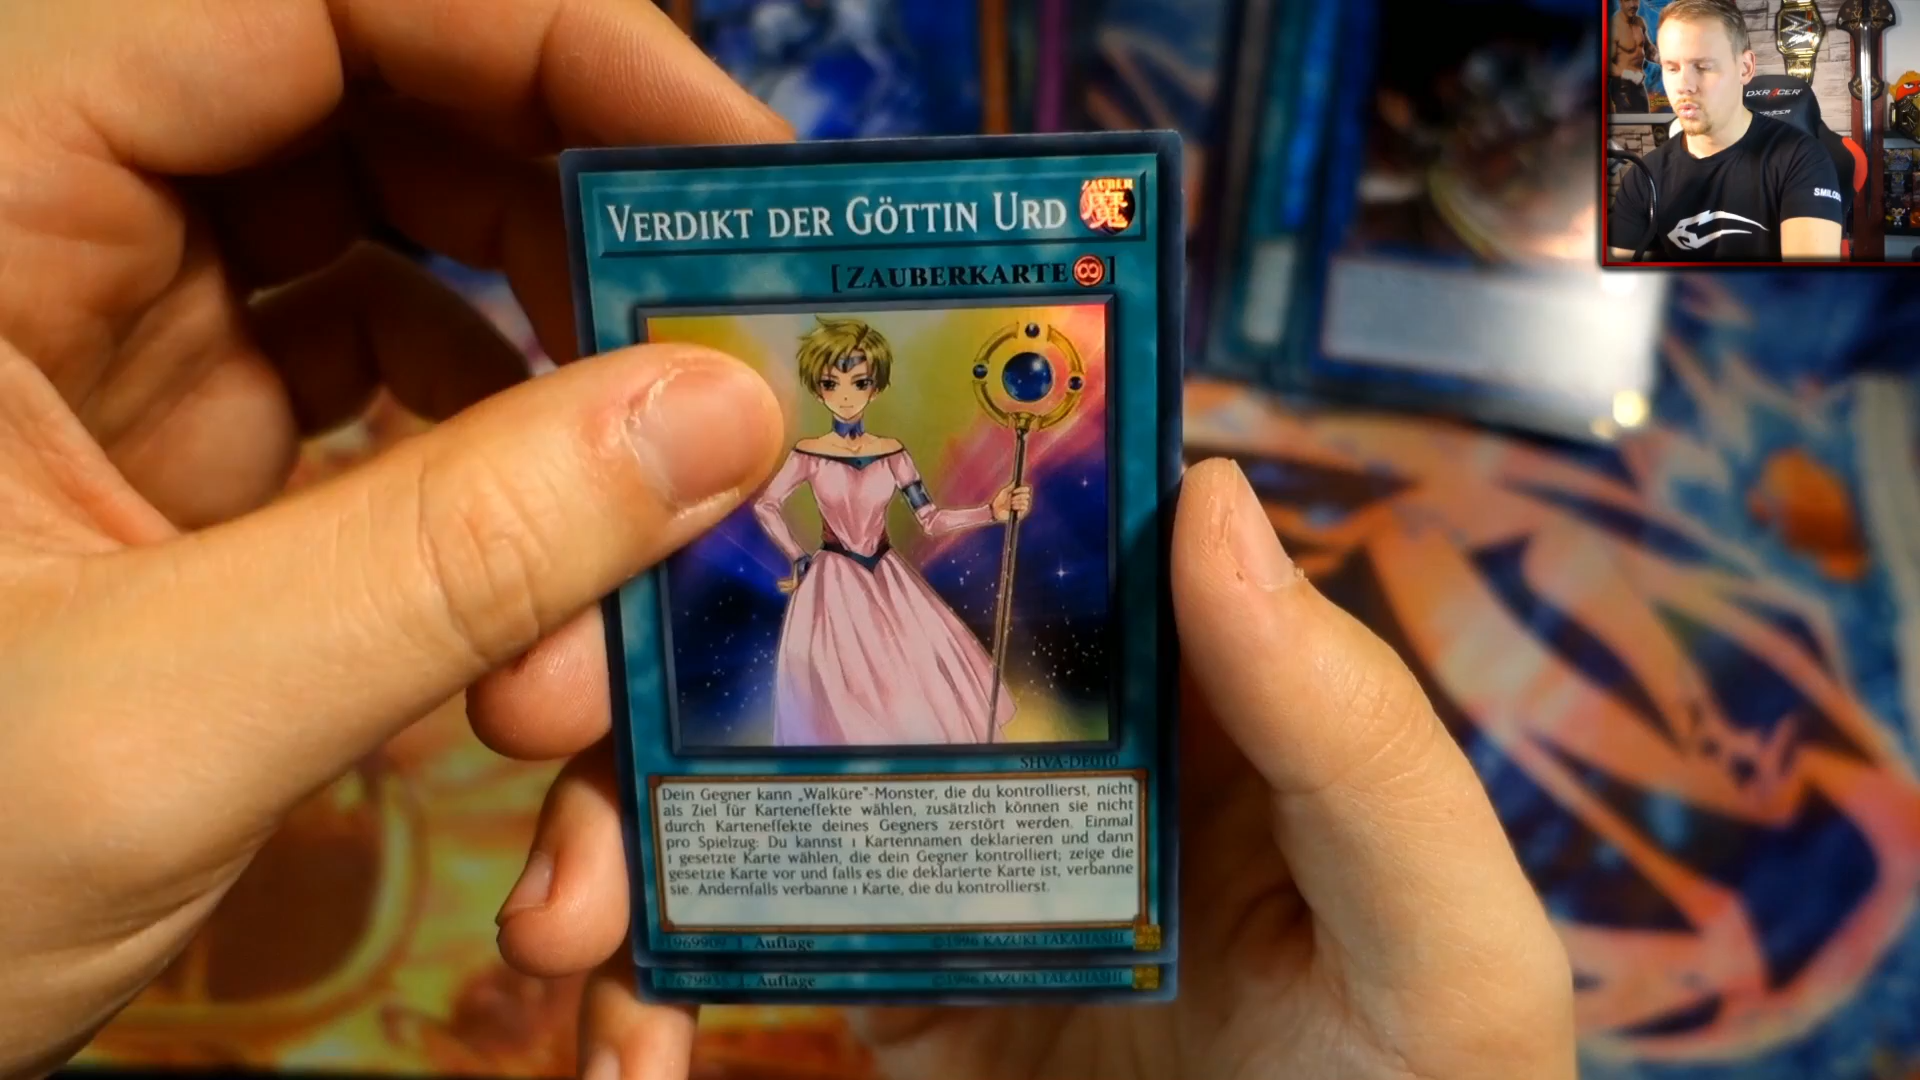 VERDIKT DER GÖTTIN URD
[ZAUBERKARTE]
SHVA-DE010
Dein Gegner kann „Walküre"-Monster, die du kontrollierst, nicht
als Ziel für Karteneffekte wählen, zusätzlich können sie nicht
durch Karteneffekte deines Gegners zerstört werden. Einmal
pro Spielzug: Du kannst 1 Kartennamen deklarieren und dann
1 gesetzte Karte wählen, die dein Gegner kontrolliert; zeige die
gesetzte Karte vor und falls es die deklarierte Karte ist, verbanne
sie. Andernfalls verbanne 1 Karte, die du kontrollierst.
1. Auflage ©1996 KAZUKI TAKAHASHI
1. Auflage ©1996 KAZUKI TAKAHASHI
DXRACER